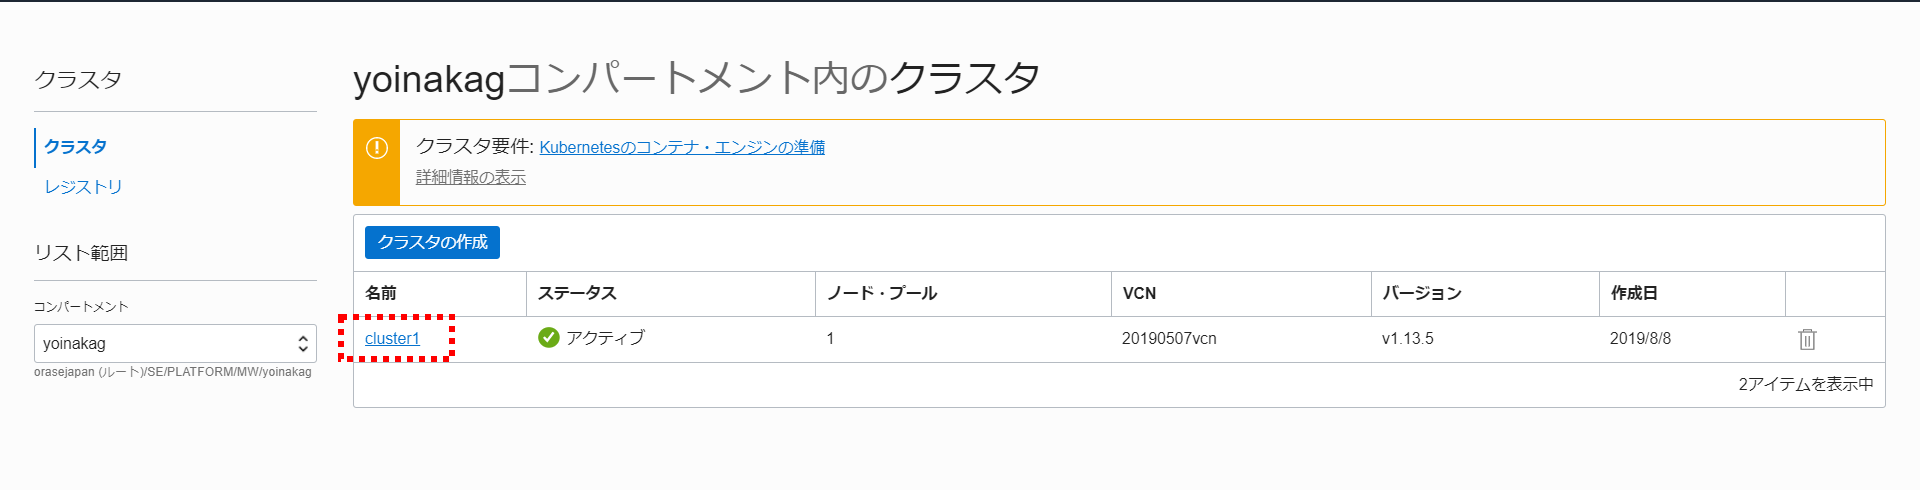 クラスタ
クラスタ
レジストリ
リスト範囲
コンパートメント
yoinakag
orasejapan (ルート)/SE/PLATFORM/MW/yoinakag
yoinakagコンパートメント内のクラスタ
クラスタ要件: Kubernetesのコンテナ・エンジンの準備
詳細情報の表示
クラスタの作成
名前 ステータス ノード・プール VCN バージョン 作成日
cluster1 アクティブ 1 20190507vcn v1.13.5 2019/8/8
2アイテムを表示中